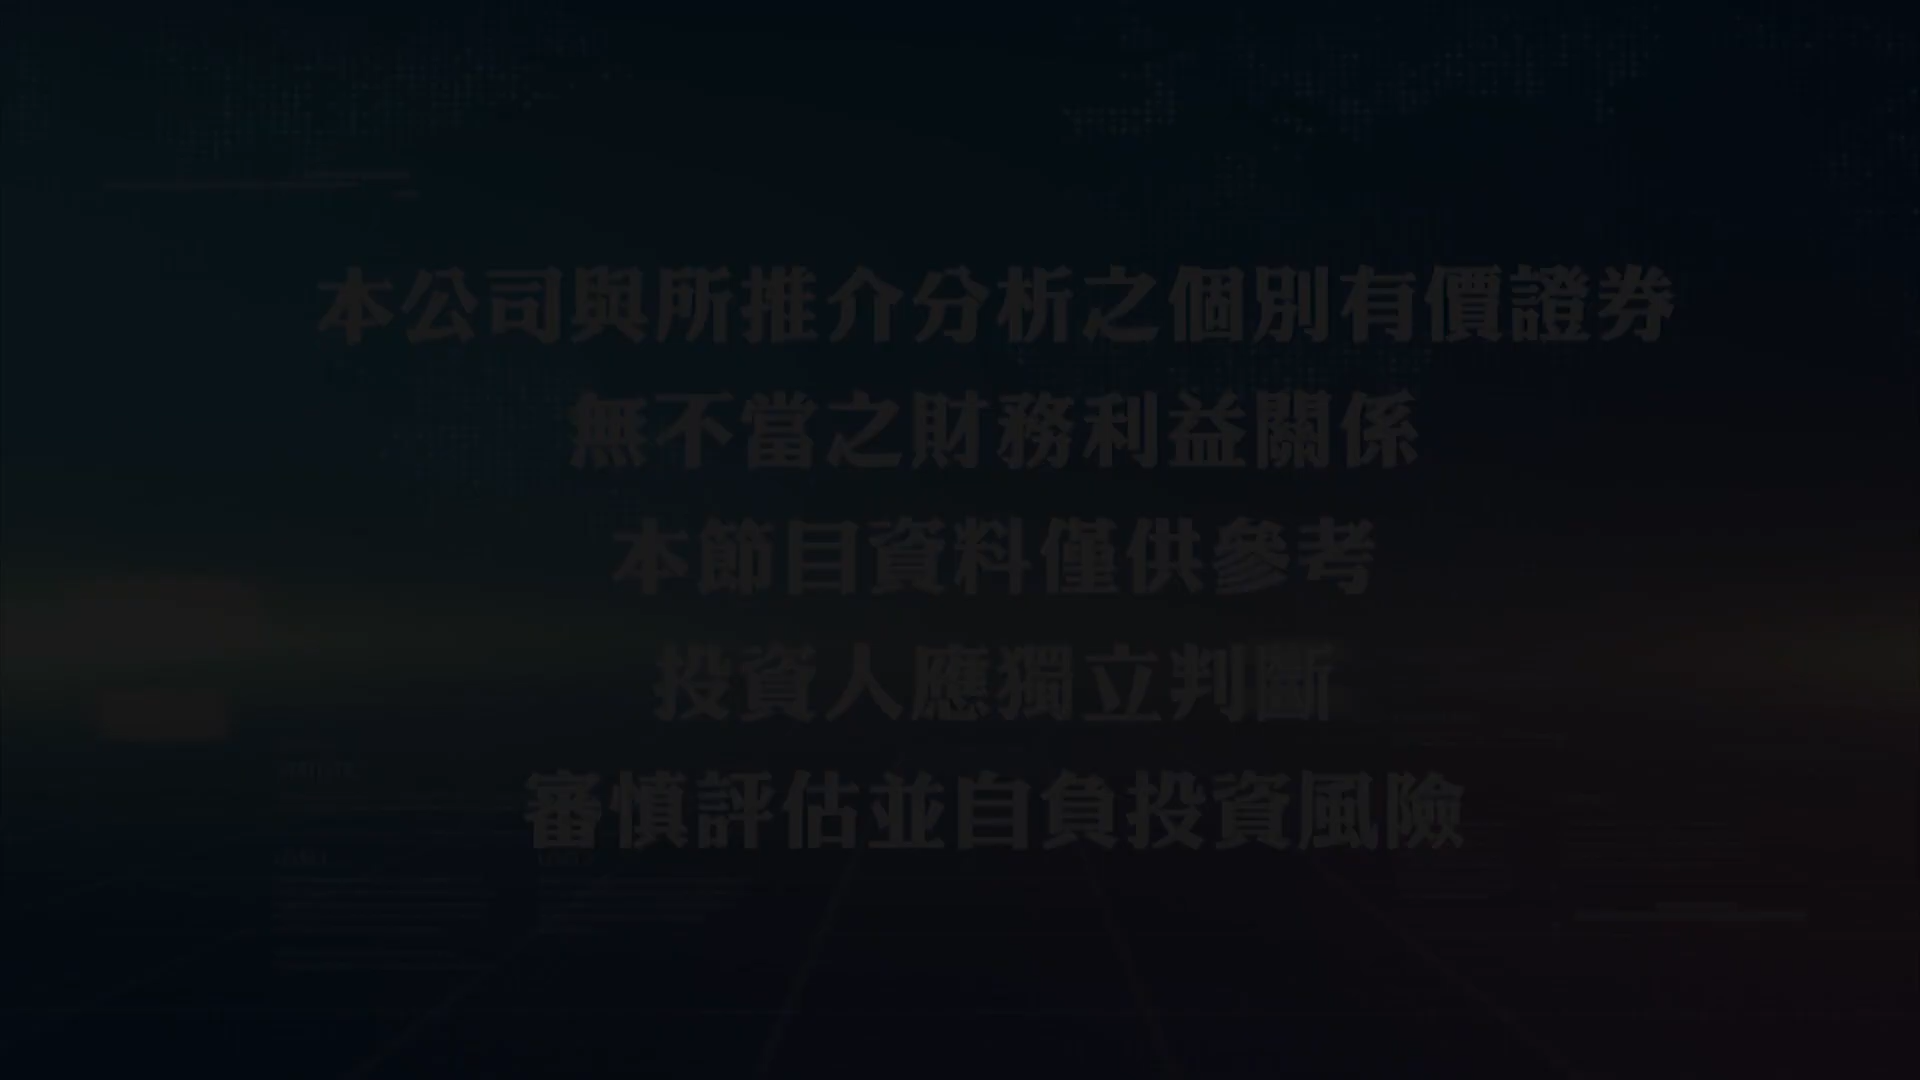 本公司與所推介分析之個別有價證券
無不當之財務利益關係
本節目資料僅供參考
投資人應獨立判斷
審慎評估並自負投資風險